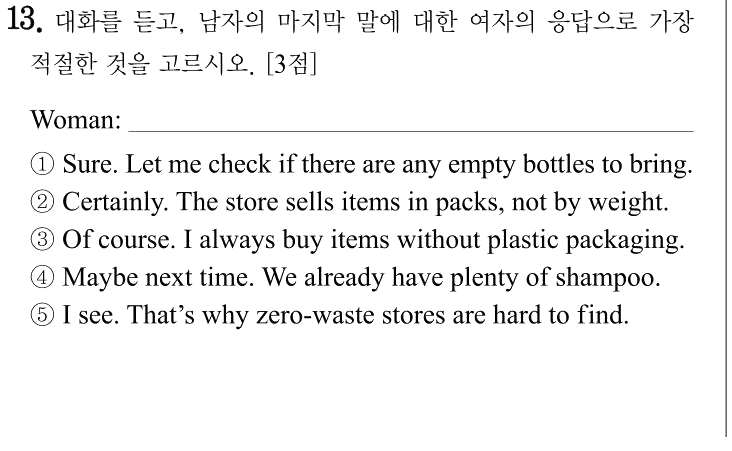 13. 대화를 듣고, 남자의 마지막 말에 대한 여자의 응답으로 가장
적절한 것을 고르시오. [3점]
Woman:
① Sure. Let me check if there are any empty bottles to bring.
② Certainly. The store sells items in packs, not by weight.
③ Of course. I always buy items without plastic packaging.
④ Maybe next time. We already have plenty of shampoo.
⑤ I see. That’s why zero-waste stores are hard to find.